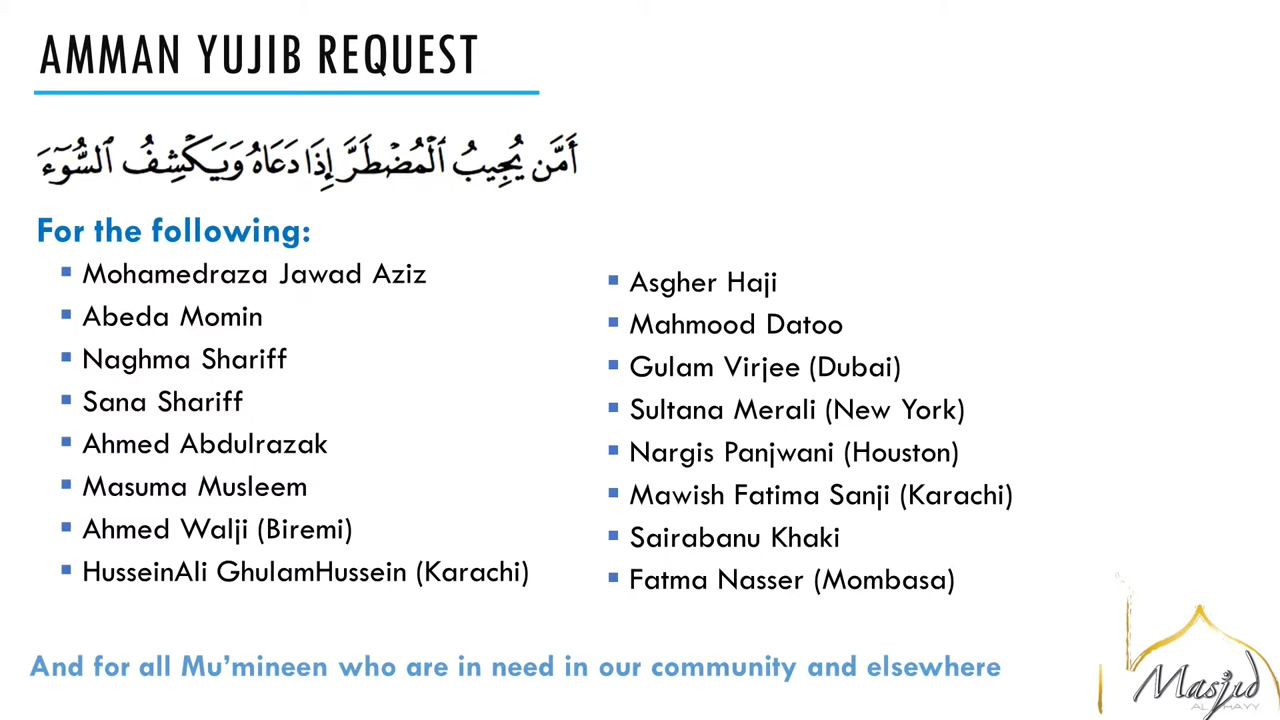 AMMAN YUJIB REQUEST
أَمَّن يُجِيبُ ٱلْمُضْطَرَّ إِذَا دَعَاهُ وَيَكْشِفُ ٱلسُّوٓءَ
For the following:
Mohamedraza Jawad Aziz
Abeda Momin
Naghma Shariff
Sana Shariff
Ahmed Abdulrazak
Masuma Musleem
Ahmed Walji (Biremi)
HusseinAli GhulamHussein (Karachi)
Asgher Haji
Mahmood Datoo
Gulam Virjee (Dubai)
Sultana Merali (New York)
Nargis Panjwani (Houston)
Mawish Fatima Sanji (Karachi)
Sairabanu Khaki
Fatma Nasser (Mombasa)
And for all Mu’mineen who are in need in our community and elsewhere
Masjid
AL HAYY